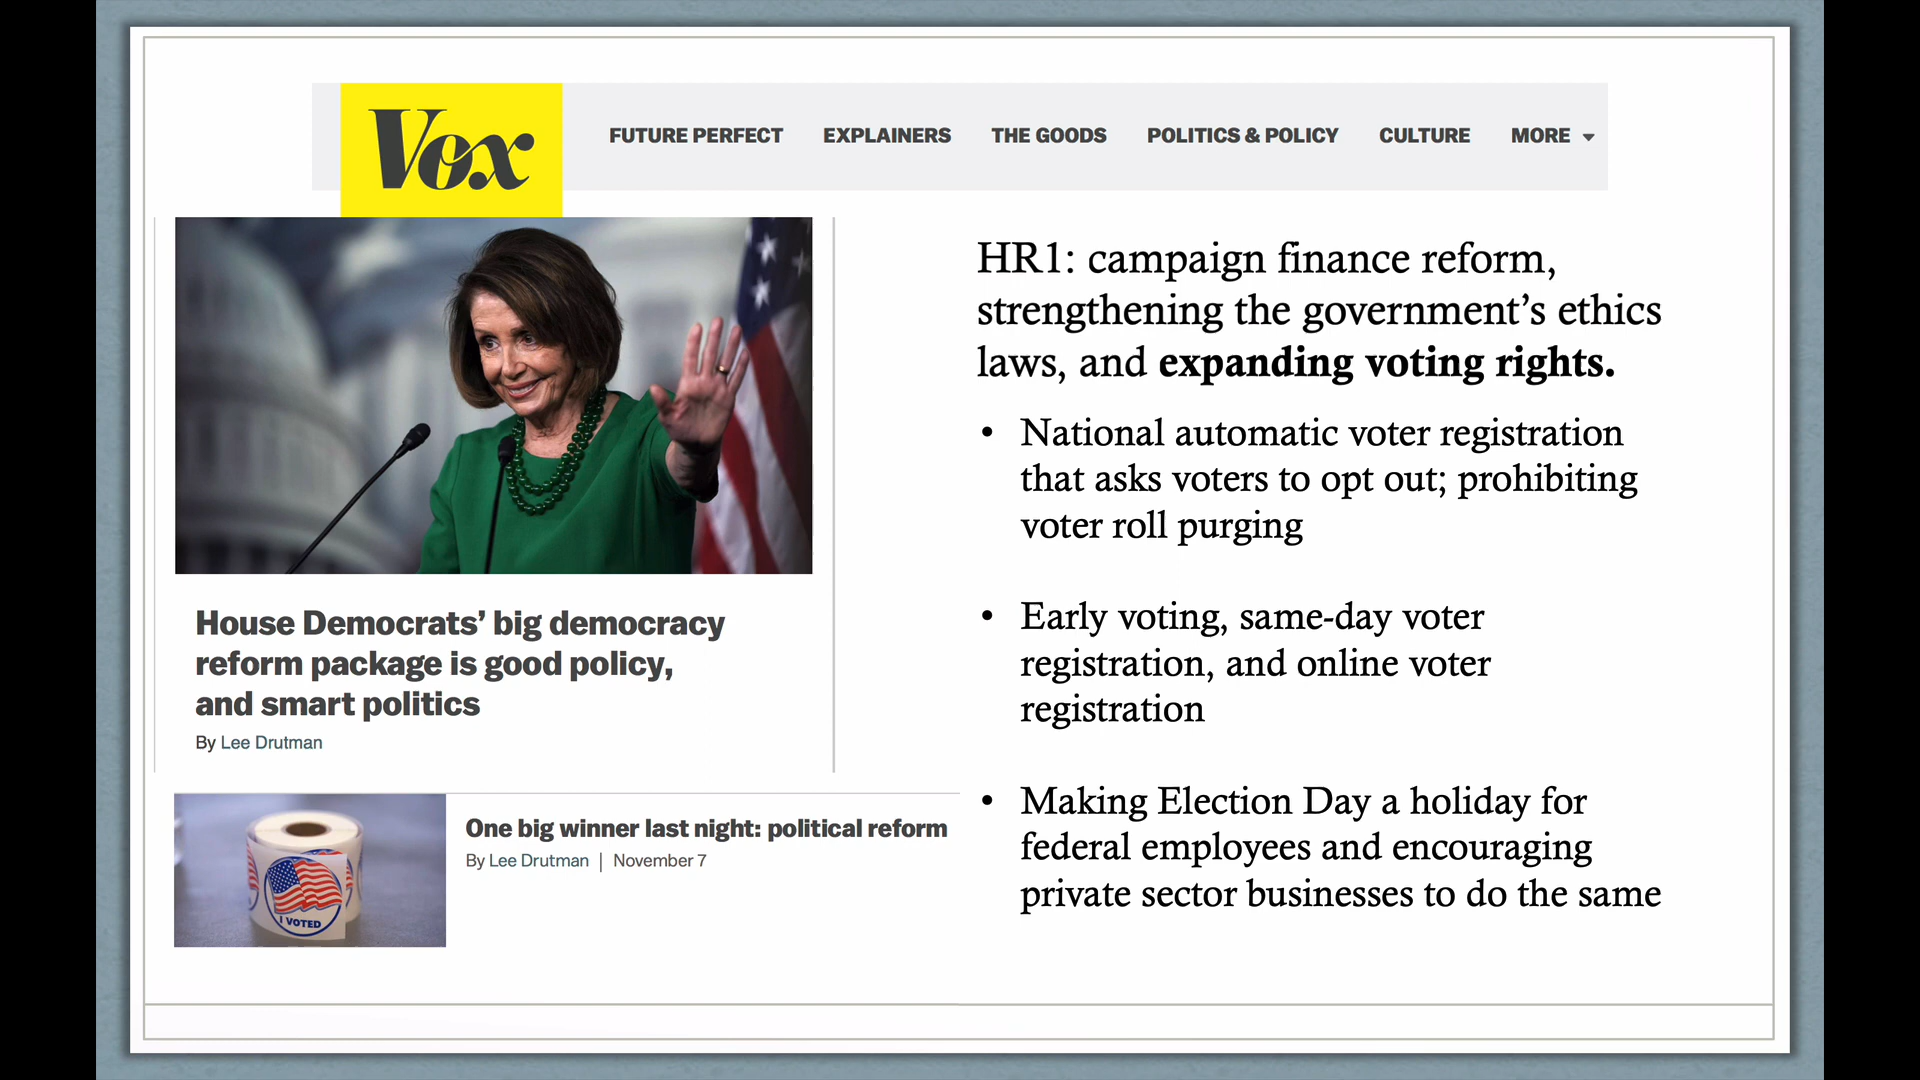 Vox
FUTURE PERFECT EXPLAINERS THE GOODS POLITICS & POLICY CULTURE MORE
House Democrats’ big democracy
reform package is good policy,
and smart politics
By Lee Drutman
I VOTED
One big winner last night: political reform
By Lee Drutman | November 7
HR1: campaign finance reform,
strengthening the government’s ethics
laws, and expanding voting rights.
• National automatic voter registration
that asks voters to opt out; prohibiting
voter roll purging
• Early voting, same-day voter
registration, and online voter
registration
• Making Election Day a holiday for
federal employees and encouraging
private sector businesses to do the same